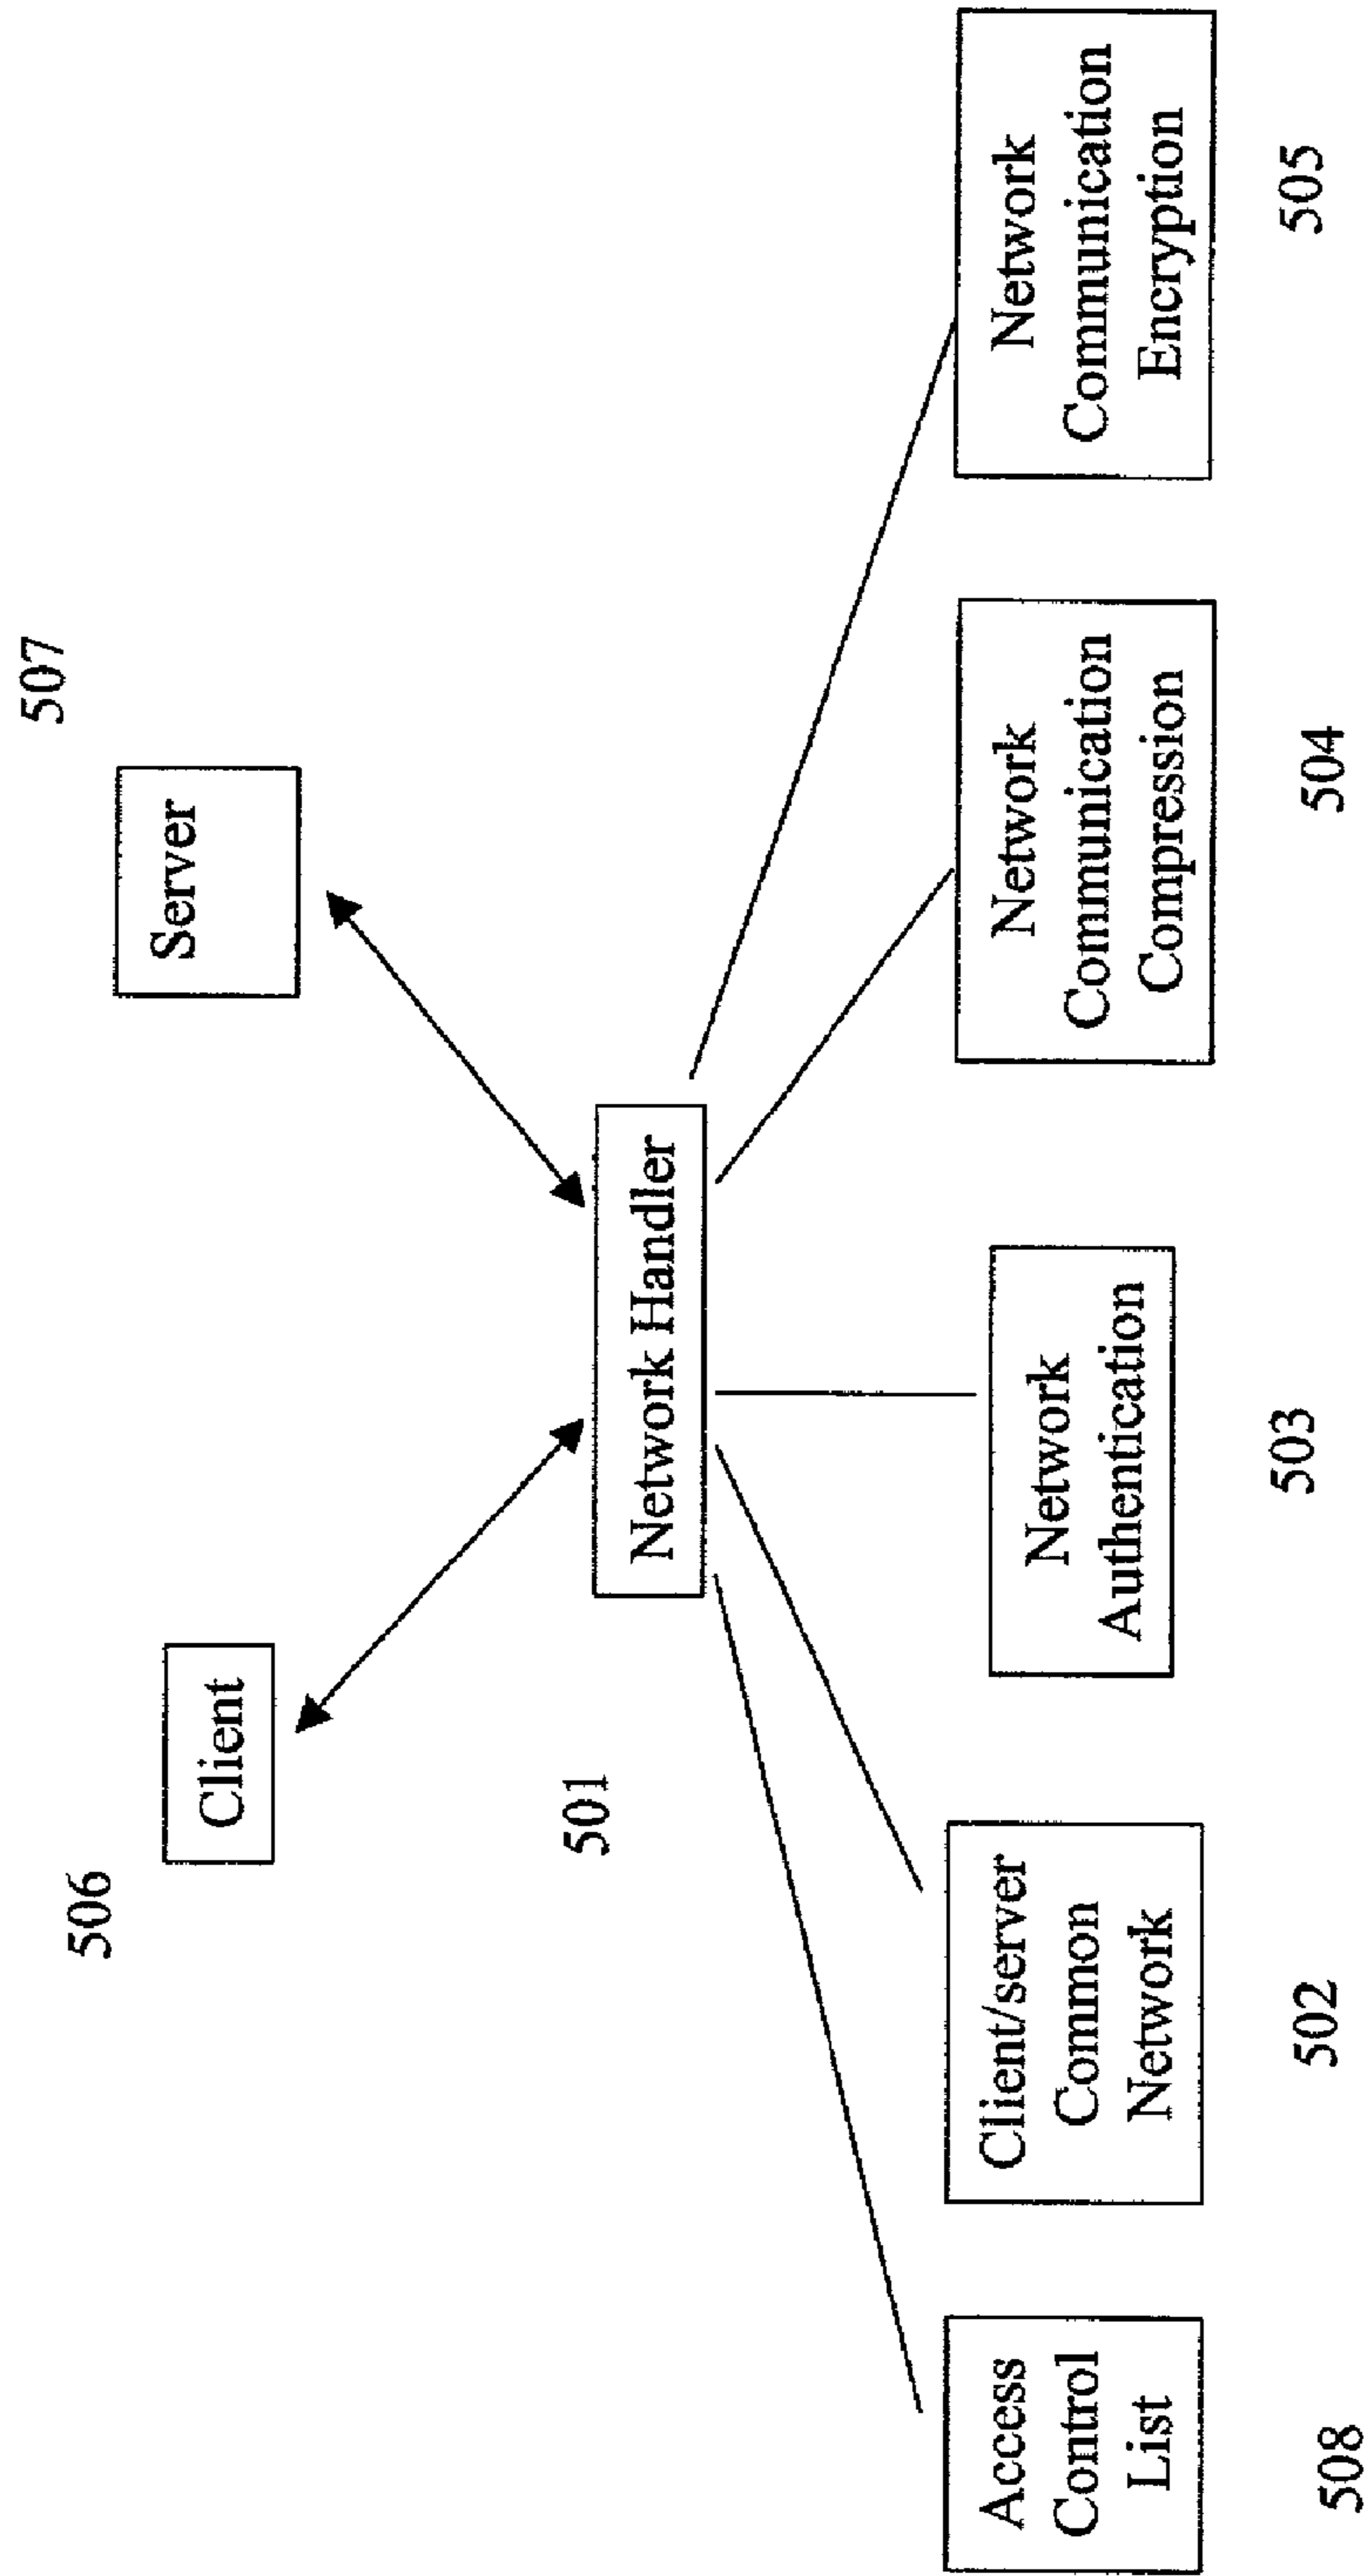 507
506
Server
Client
501
Network Handler
Access
Control
List
Client/server
Common
Network
Network
Authentication
Network
Communication
Compression
Network
Communication
Encryption
508
502
503
504
505